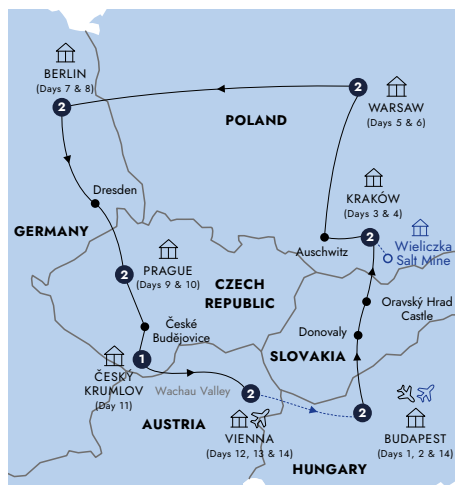 BERLIN
(Days 7 & 8)
2
2
WARSAW
(Days 5 & 6)
POLAND
Dresden
GERMANY
KRAKÓW
(Days 3 & 4)
2
Auschwitz
Wieliczka
Salt Mine
2
PRAGUE
(Days 9 & 10)
CZECH
REPUBLIC
Oravský Hrad
Castle
České
Budějovice
Donovaly
SLOVAKIA
1
ČESKÝ
KRUMLOV
(Day 11)
Wachau Valley
2
AUSTRIA
VIENNA
(Days 12, 13 & 14)
2
BUDAPEST
(Days 1, 2 & 14)
HUNGARY